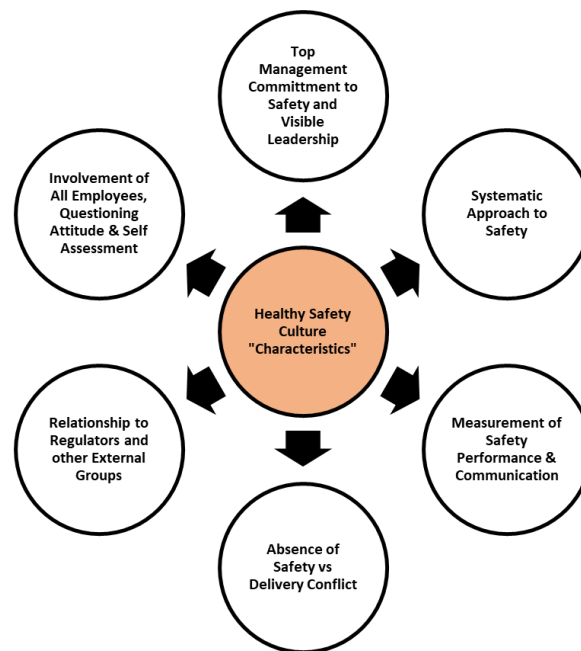 Top
Management
Committment to
Safety and
Visible
Leadership
Involvement of
All Employees,
Questioning
Attitude & Self
Assessment
Systematic
Approach to
Safety
Healthy Safety
Culture
"Characteristics"
Relationship to
Regulators and
other External
Groups
Measurement of
Safety
Performance &
Communication
Absence of
Safety vs
Delivery Conflict